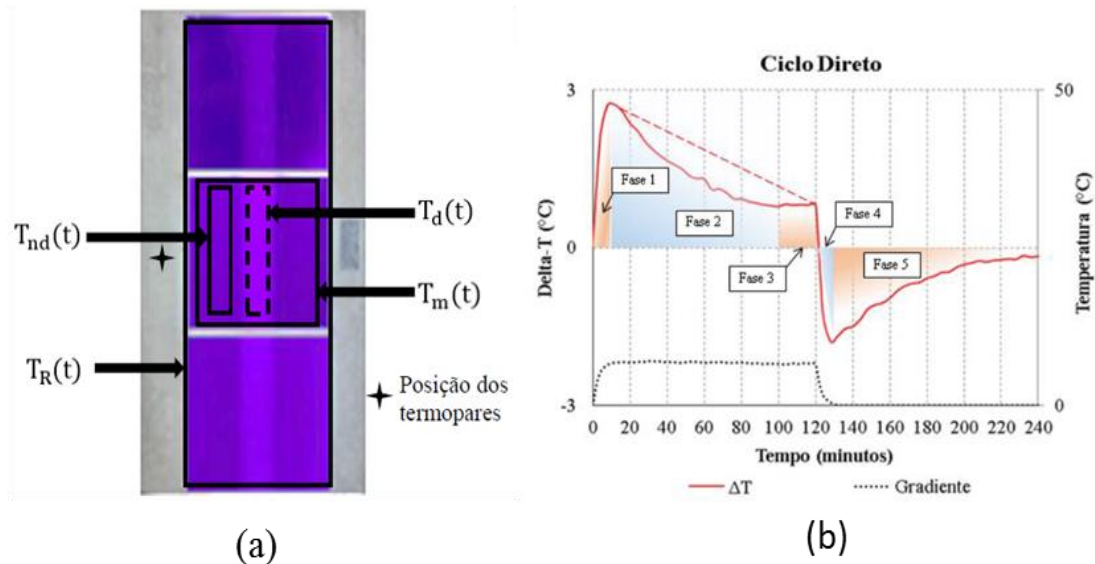 T_nd(t)
T_d(t)
T_m(t)
T_R(t)
Posição dos
termopares
(a)
Ciclo Direto
3
0
-3
Delta-T (°C)
50
0
Temperatura (°C)
Fase 1
Fase 2
Fase 3
Fase 4
Fase 5
0 20 40 60 80 100 120 140 160 180 200 220 240
Tempo (minutos)
ΔT
Gradiente
(b)